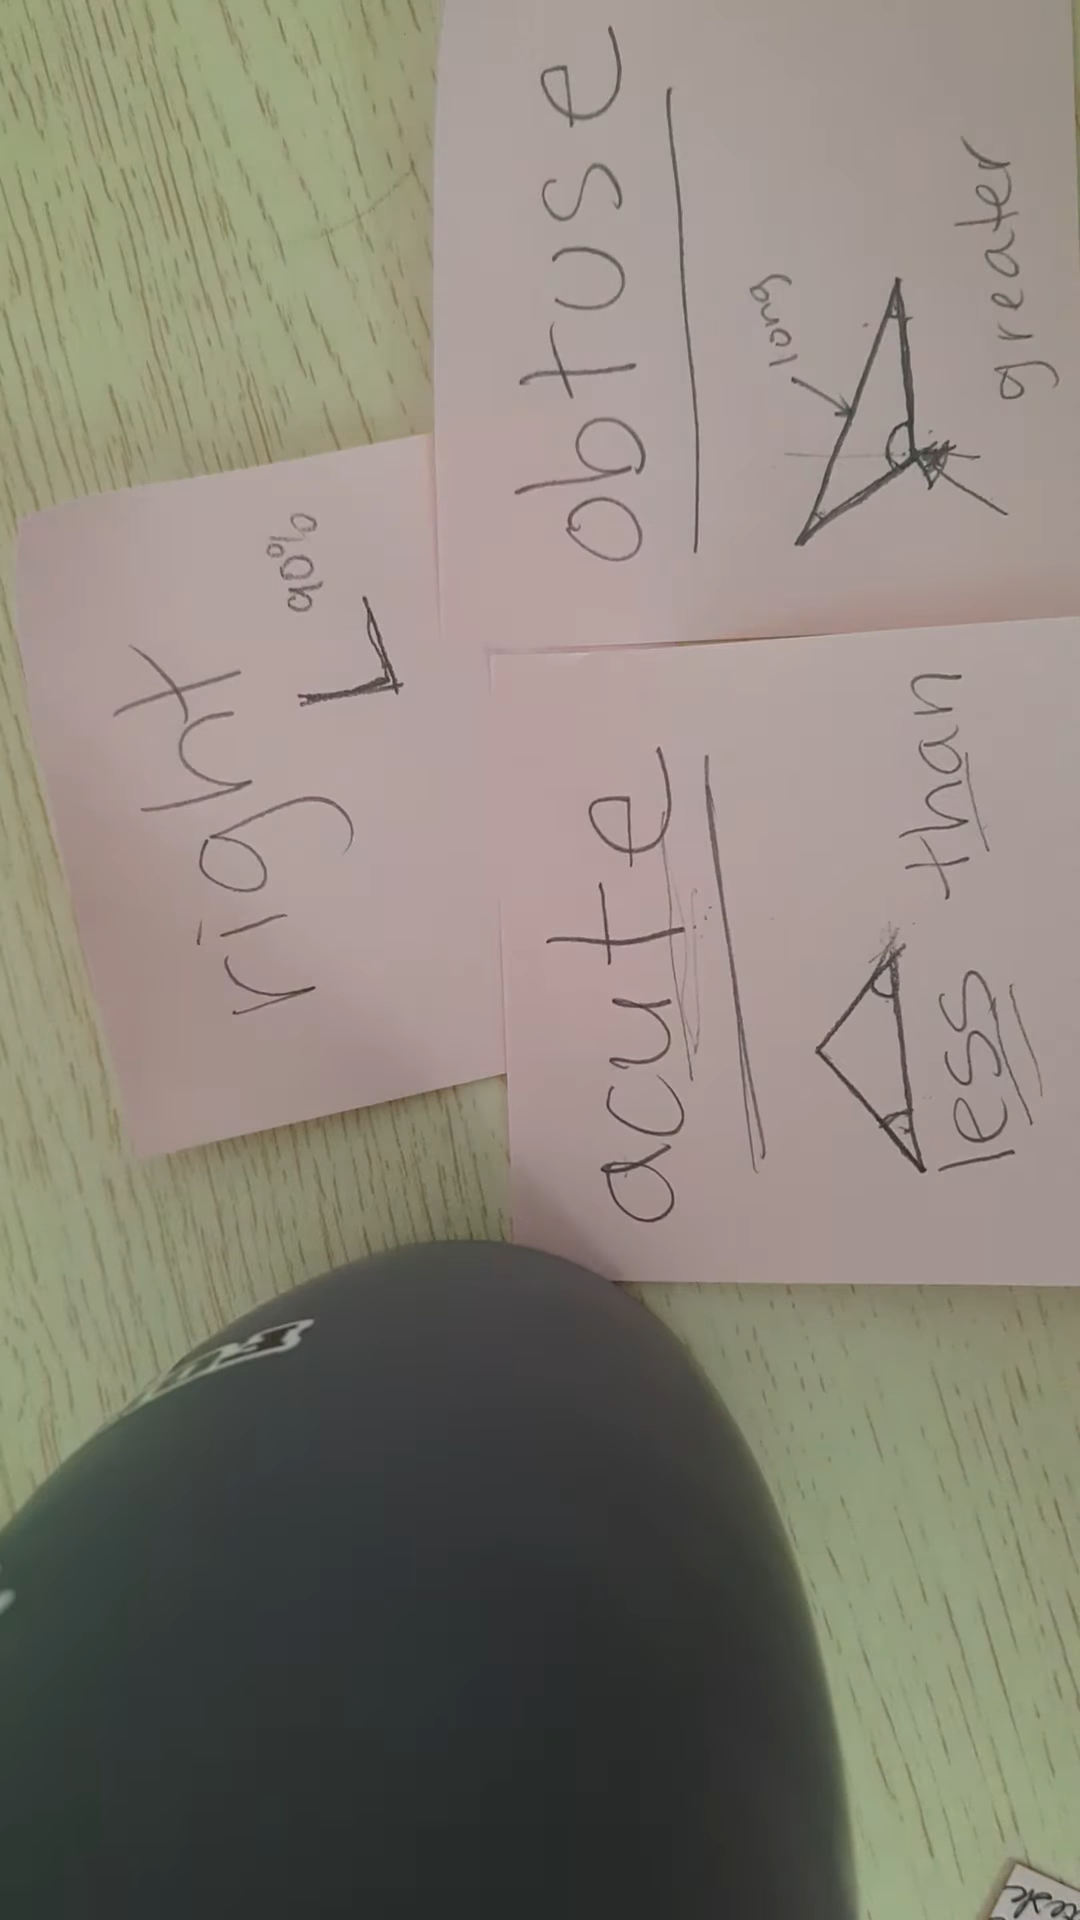 right
90%
obtuse
long
greater
acute
less than